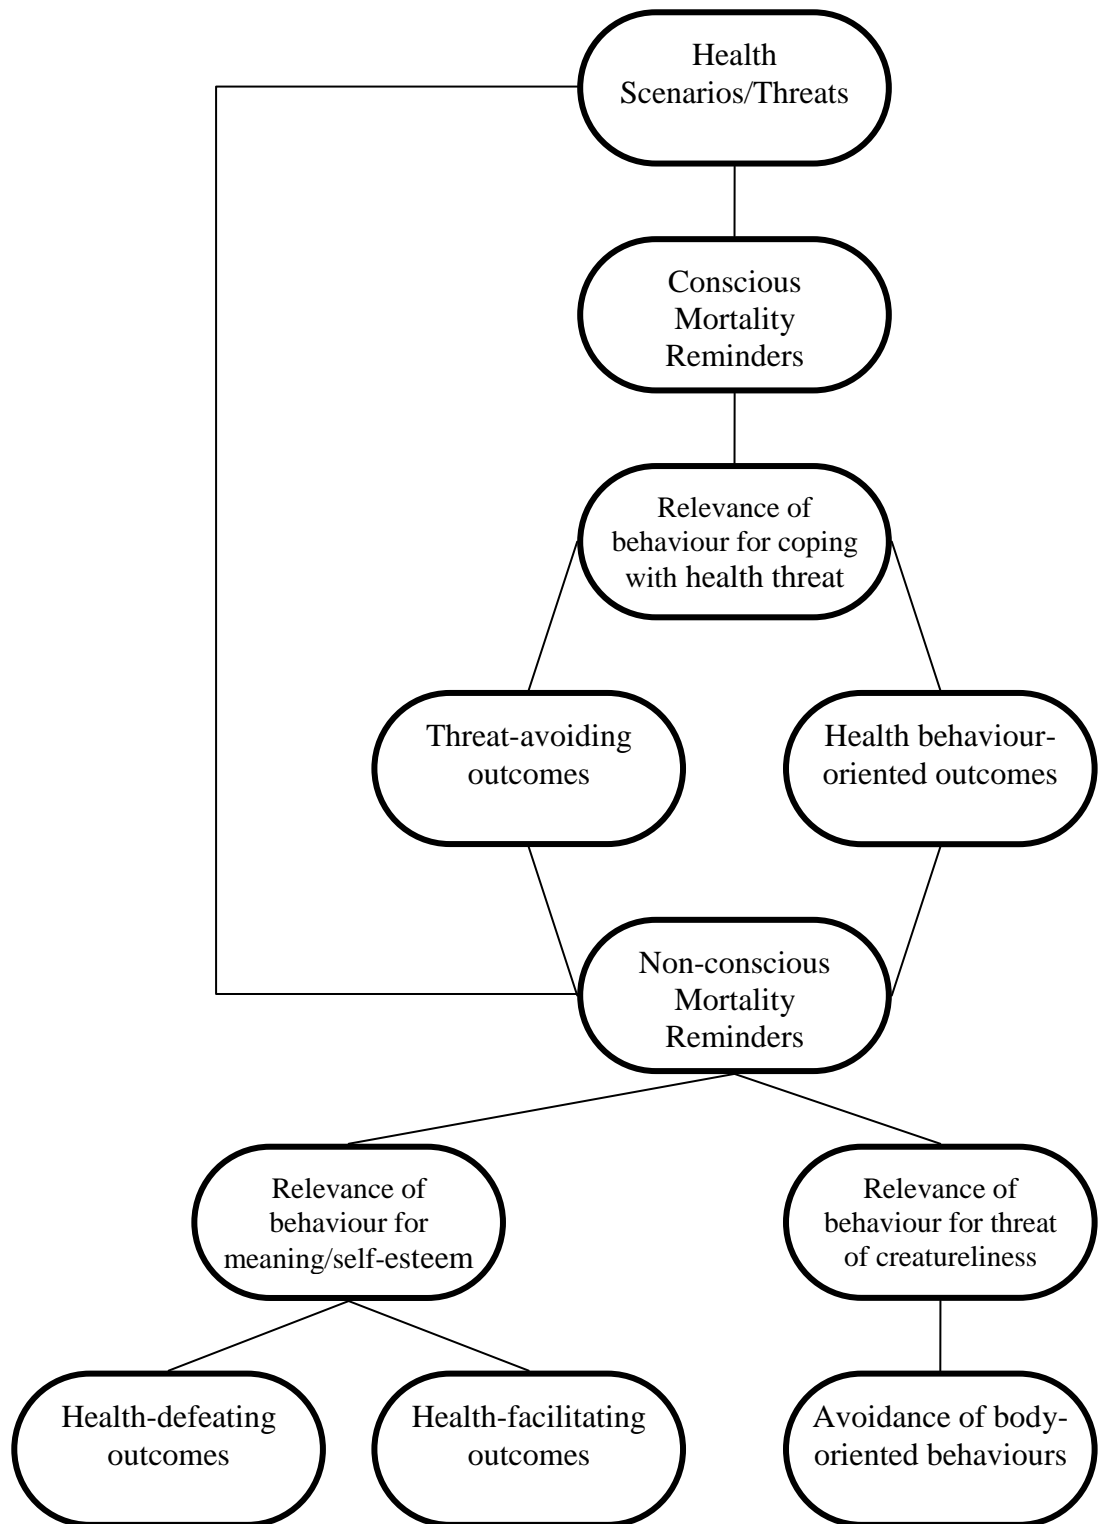 Health
Scenarios/Threats
Conscious
Mortality
Reminders
Relevance of
behaviour for coping
with health threat
Threat-avoiding
outcomes
Health behaviour-
oriented outcomes
Non-conscious
Mortality
Reminders
Relevance of
behaviour for
meaning/self-esteem
Relevance of
behaviour for threat
of creatureliness
Health-defeating
outcomes
Health-facilitating
outcomes
Avoidance of body-
oriented behaviours